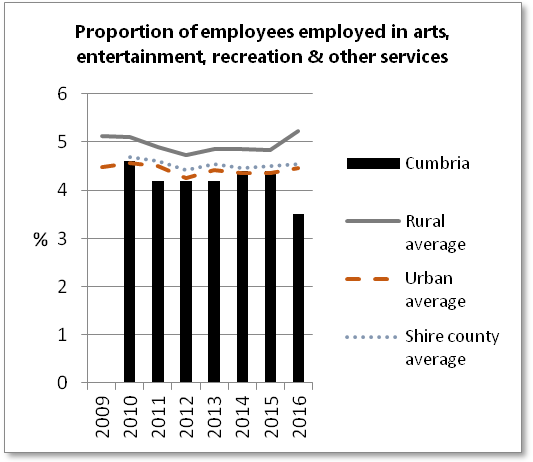 Proportion of employees employed in arts,
entertainment, recreation & other services
6
5
4
3
2
1
0
%
2009
2010
2011
2012
2013
2014
2015
2016
Cumbria
Rural
average
Urban
average
Shire county
average